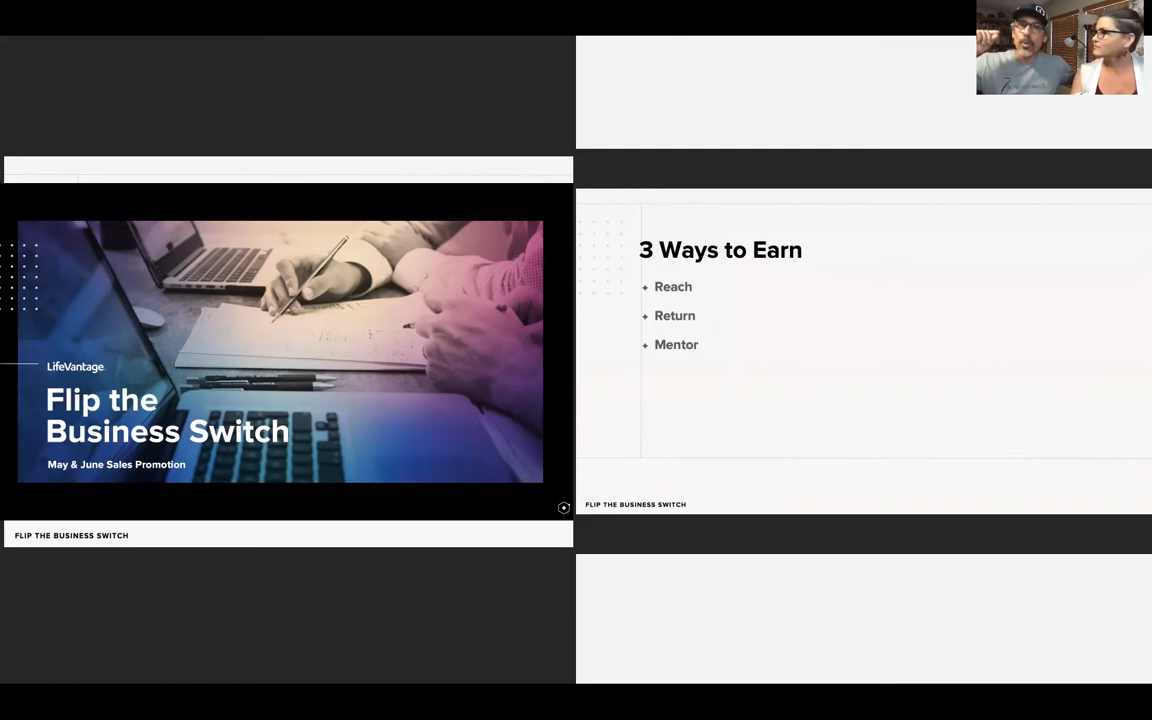 LifeVantage
Flip the
Business Switch
May & June Sales Promotion
FLIP THE BUSINESS SWITCH
3 Ways to Earn
Reach
Return
Mentor
FLIP THE BUSINESS SWITCH